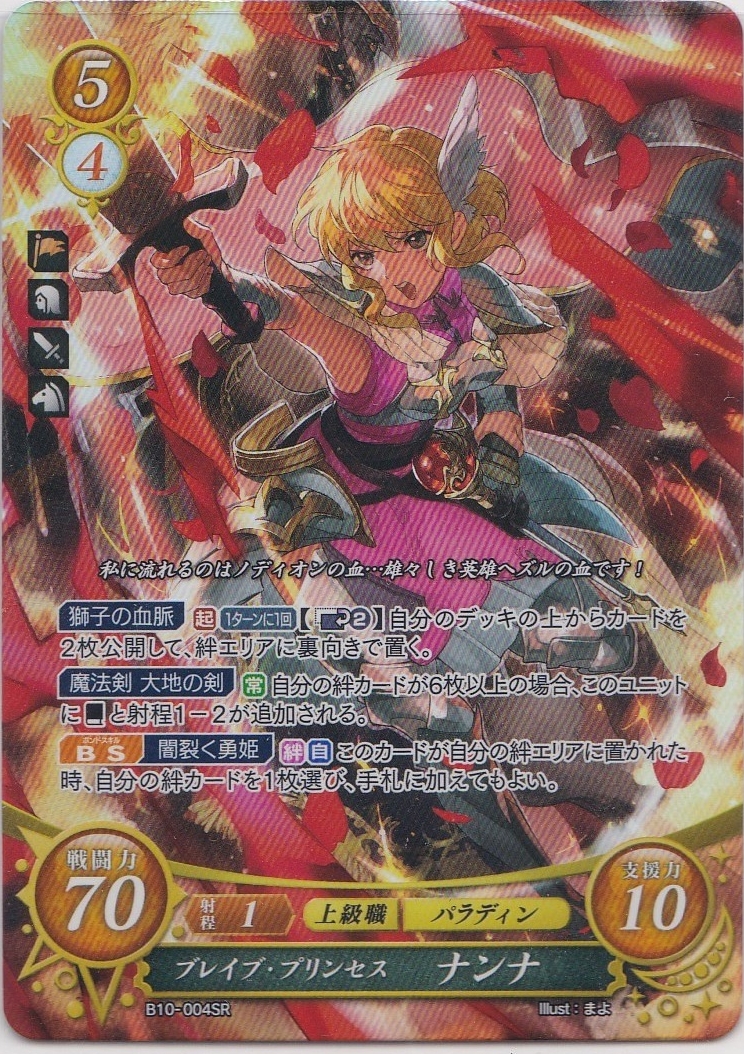 5
4
私に流れるのはノディオンの血…雄々しき英雄ヘズルの血です！
獅子の血脈 起 1ターンに1回【2】自分のデッキの上からカードを
2枚公開して、絆エリアに裏向きで置く。
魔法剣 大地の剣 常 自分の絆カードが6枚以上の場合、このユニット
に と射程1－2が追加される。
ボンドスキル
BS 闇裂く勇姫 絆 自 このカードが自分の絆エリアに置かれた
時、自分の絆カードを1枚選び、手札に加えてもよい。
戦闘力
70
射程 1
上級職 パラディン
支援力
10
ブレイブ・プリンセス ナンナ
B10-004SR
Illust：まよ